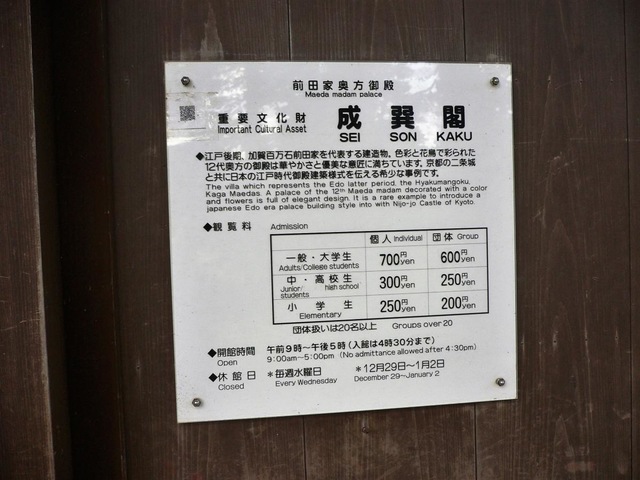 前田家奥方御殿
Maeda madam palace
重要文化財 成巽閣
Important Cultural Asset SEI SON KAKU
◆江戸後期、加賀百万石前田家を代表する建造物。色彩と花鳥で彩られた
12代奥方の御殿は華やかさと優美な意匠に満ちています。京都の二条城
と共に日本の江戸時代御殿建築様式を伝える希少な事例です。
The villa which represents the Edo latter period, the Hyakumangoku,
Kaga Maedas. A palace of the 12th Maeda madam decorated with a color
and flowers is full of elegant design. It is a rare example to introduce a
japanese Edo era palace building style into with Nijo-jo Castle of Kyoto.
◆観覧料 Admission
個人 Individual 団体 Group
一般・大学生 700円 600円
Adults/College students yen yen
中・高校生 300円 250円
Junior/students high school yen yen
小学生 250円 200円
Elementary yen yen
団体扱いは20名以上 Groups over 20
◆開館時間 午前9時~午後5時(入館は4時30分まで)
Open 9:00am~5:00pm (No admittance allowed after 4:30pm)
◆休館日 *毎週水曜日 *12月29日~1月2日
Closed Every Wednesday December 29~January 2